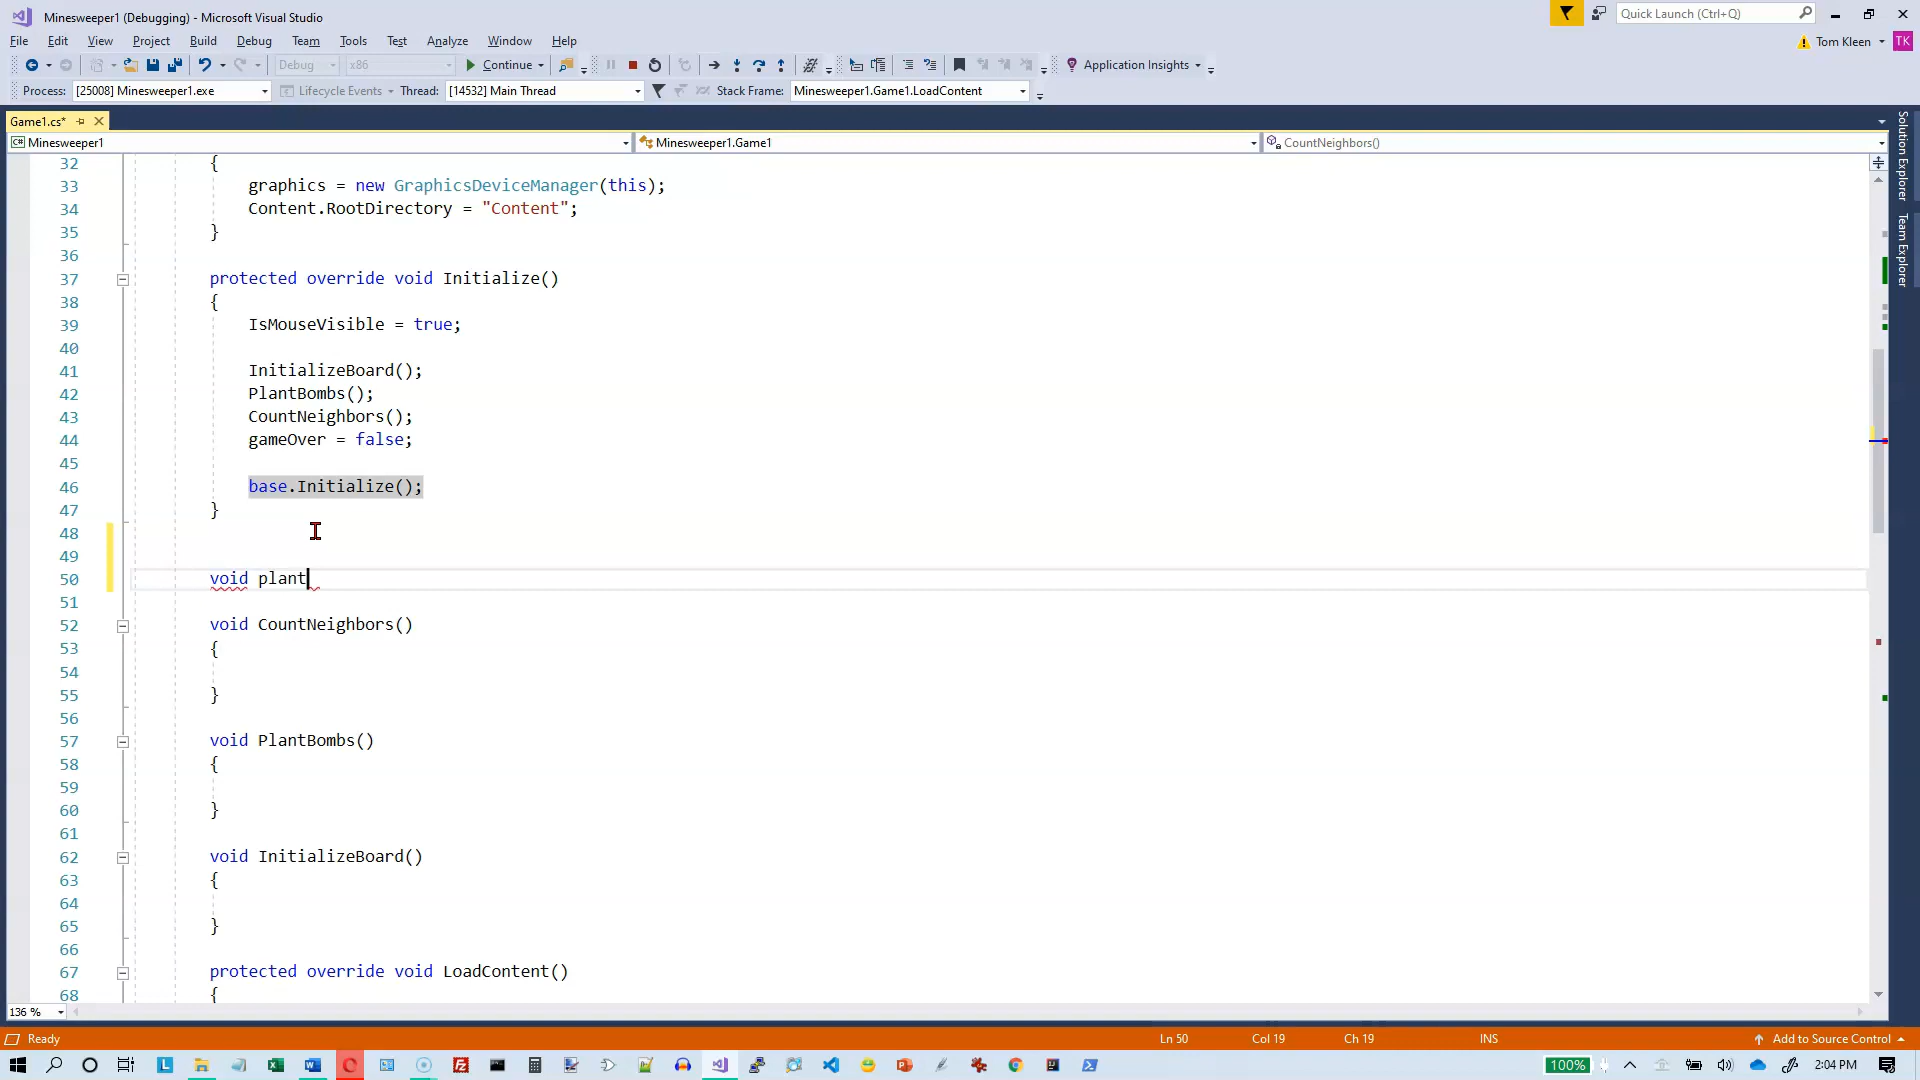 Minesweeper1 (Debugging) - Microsoft Visual Studio
Quick Launch (Ctrl+Q)
File Edit View Project Build Debug Team Tools Test Analyze Window Help
Tom Kleen TK
Debug x86 Continue Application Insights
Process: [25008] Minesweeper1.exe Lifecycle Events Thread: [14532] Main Thread Stack Frame: Minesweeper1.Game1.LoadContent
Game1.cs*
C# Minesweeper1 Minesweeper1.Game1 CountNeighbors()
Solution Explorer
Team Explorer
32 {
33 graphics = new GraphicsDeviceManager(this);
34 Content.RootDirectory = "Content";
35 }
36
37 protected override void Initialize()
38 {
39 IsMouseVisible = true;
40
41 InitializeBoard();
42 PlantBombs();
43 CountNeighbors();
44 gameOver = false;
45
46 base.Initialize();
47 }
48
49
50 void plant
51
52 void CountNeighbors()
53 {
54
55 }
56
57 void PlantBombs()
58 {
59
60 }
61
62 void InitializeBoard()
63 {
64
65 }
66
67 protected override void LoadContent()
68 {
136 %
Ready Ln 50 Col 19 Ch 19 INS Add to Source Control
100% 2:04 PM